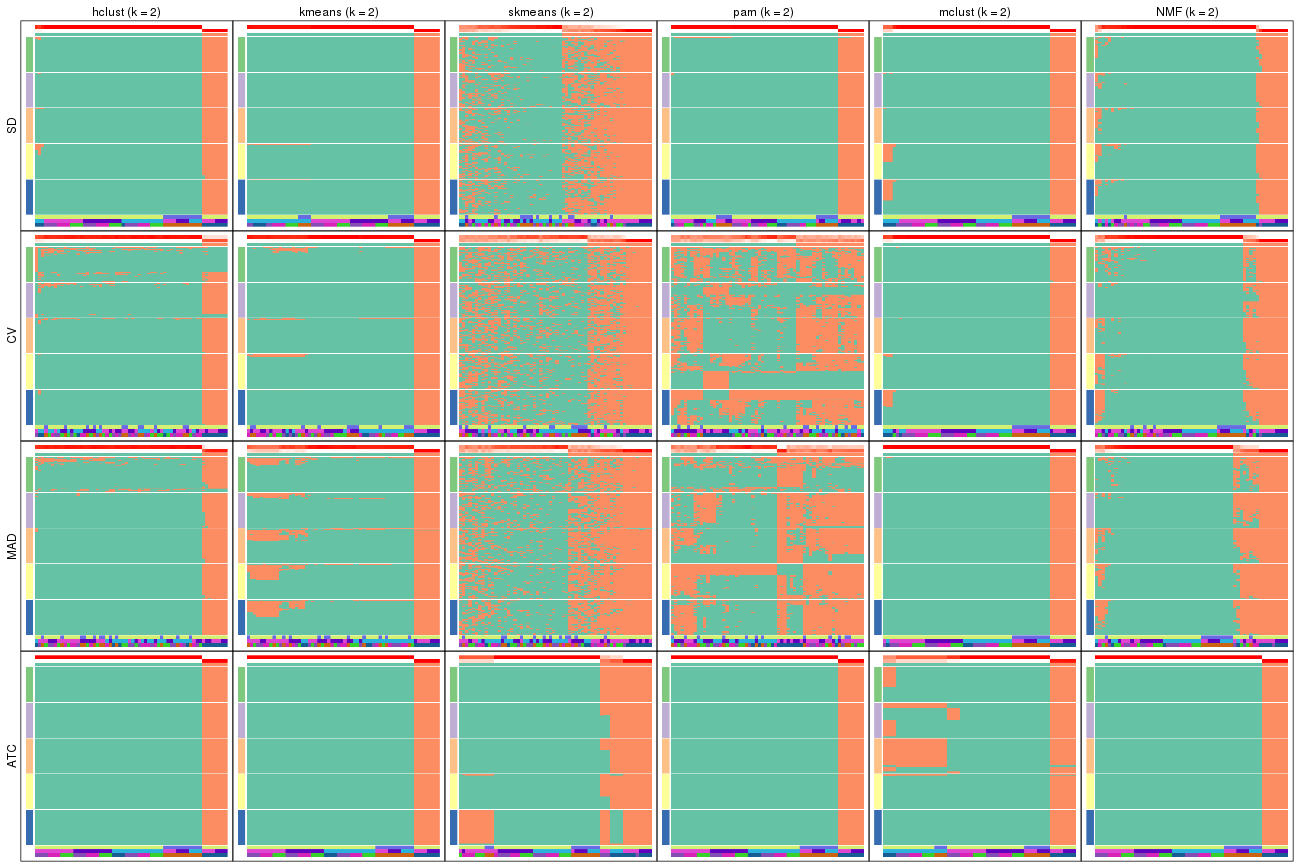 hclust (k = 2) kmeans (k = 2) skmeans (k = 2) pam (k = 2) mclust (k = 2) NMF (k = 2)
SD
CV
MAD
ATC